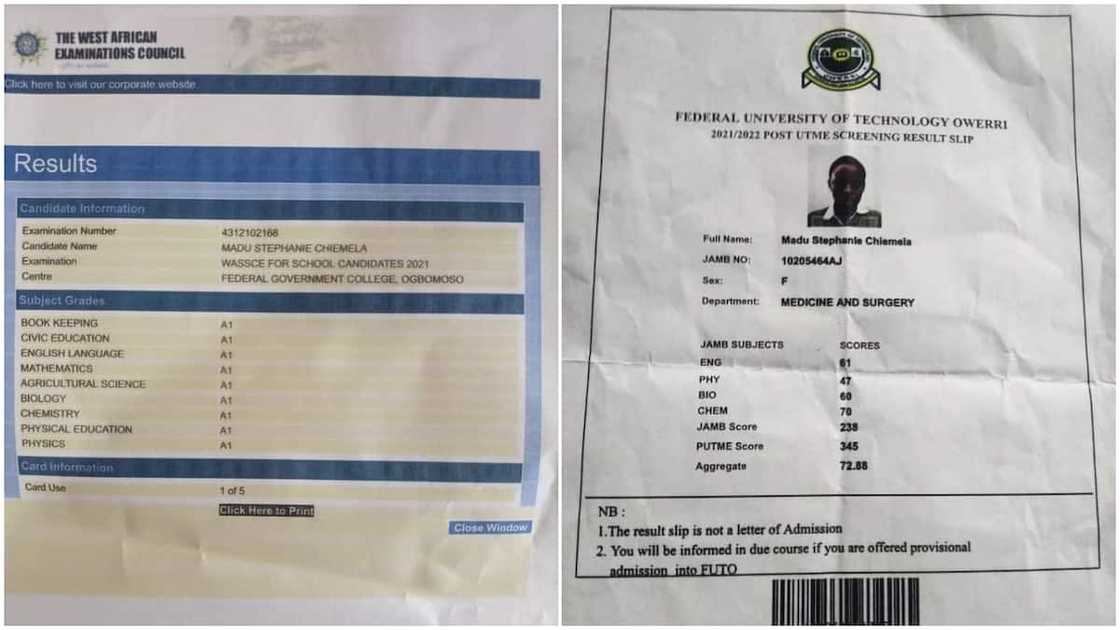 THE WEST AFRICAN
EXAMINATIONS COUNCIL
Click here to visit our corporate website
Results
Candidate Information
Examination Number 4312102168
Candidate Name MADU STEPHANIE CHIEMELA
Examination WASSCE FOR SCHOOL CANDIDATES 2021
Centre FEDERAL GOVERNMENT COLLEGE, OGBOMOSO
Subject Grades
BOOK KEEPING A1
CIVIC EDUCATION A1
ENGLISH LANGUAGE A1
MATHEMATICS A1
AGRICULTURAL SCIENCE A1
BIOLOGY A1
CHEMISTRY A1
PHYSICAL EDUCATION A1
PHYSICS A1
Card Information
Card Use 1 of 5
Click Here to Print
Close Window
OWERRI
FEDERAL UNIVERSITY OF TECHNOLOGY OWERRI
2021/2022 POST UTME SCREENING RESULT SLIP
Full Name: Madu Stephanie Chiemela
JAMB NO: 10205464AJ
Sex: F
Department: MEDICINE AND SURGERY
JAMB SUBJECTS SCORES
ENG 61
PHY 47
BIO 60
CHEM 70
JAMB Score 238
PUTME Score 345
Aggregate 72.88
NB :
1.The result slip is not a letter of Admission
2. You will be informed in due course if you are offered provisional
admission into FUTO